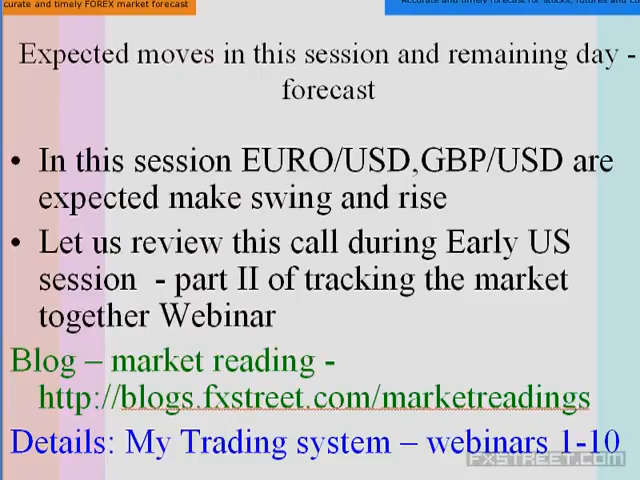 curate and timely FOREX market forecast
Accurate and timely forecast for stocks, futures and co
Expected moves in this session and remaining day -
forecast
• In this session EURO/USD,GBP/USD are
expected make swing and rise
• Let us review this call during Early US
session - part II of tracking the market
together Webinar
Blog – market reading -
http://blogs.fxstreet.com/marketreadings
Details: My Trading system – webinars 1-10
FXSTREET.COM